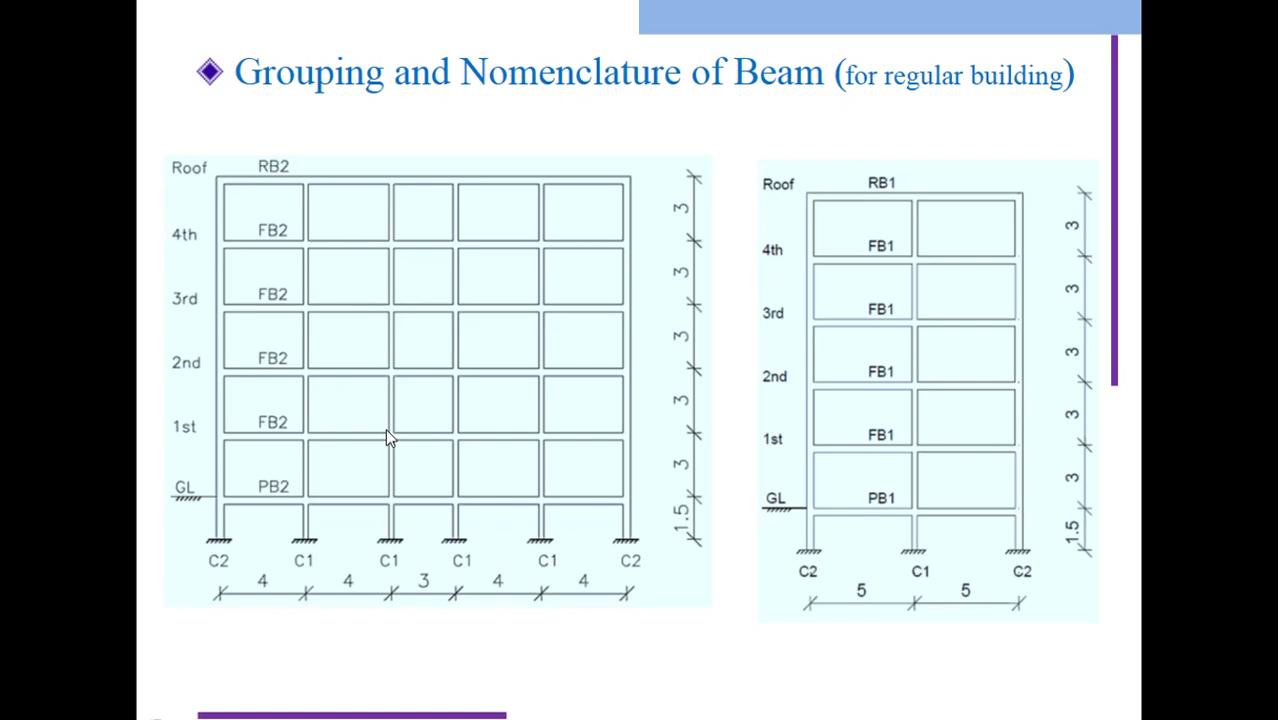 Grouping and Nomenclature of Beam (for regular building)
Roof RB2
3
4th FB2
3
3rd FB2
3
2nd FB2
3
1st FB2
3
GL PB2
1.5
C2 C1 C1 C1 C1 C2
4 4 3 4 4
Roof RB1
3
4th FB1
3
3rd FB1
3
2nd FB1
3
1st FB1
3
GL PB1
1.5
C2 C1 C2
5 5